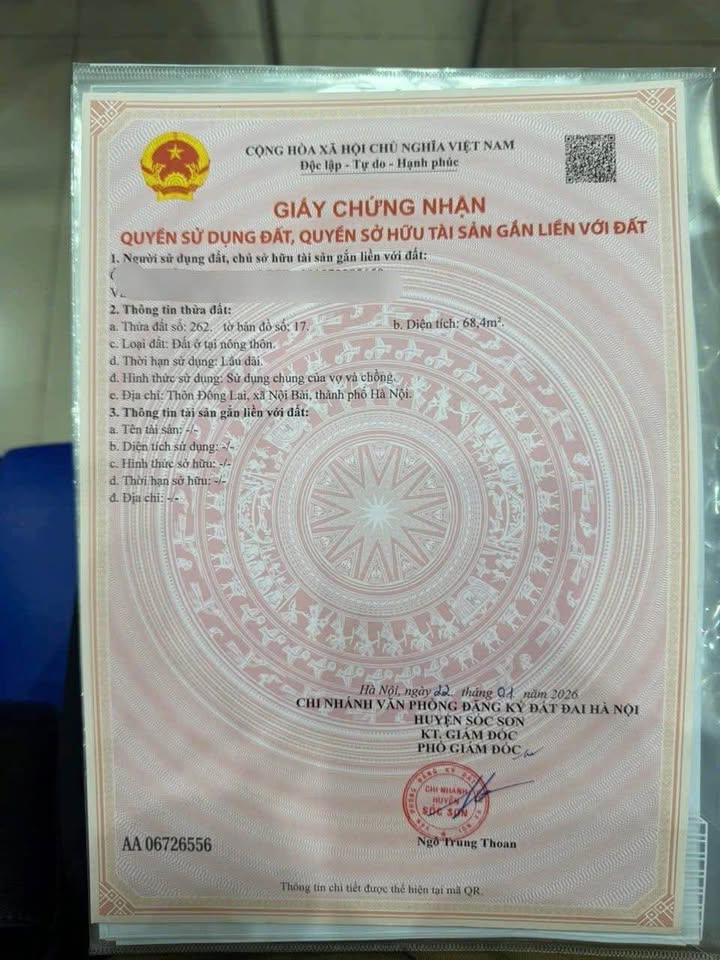 CỘNG HÒA XÃ HỘI CHỦ NGHĨA VIỆT NAM
Độc lập - Tự do - Hạnh phúc
GIẤY CHỨNG NHẬN
QUYỀN SỬ DỤNG ĐẤT, QUYỀN SỞ HỮU TÀI SẢN GẮN LIỀN VỚI ĐẤT
1. Người sử dụng đất, chủ sở hữu tài sản gắn liền với đất:
2. Thông tin thửa đất:
a. Thửa đất số: 262. tờ bản đồ số: 17. b. Diện tích: 68,4m².
c. Loại đất: Đất ở tại nông thôn.
d. Thời hạn sử dụng: Lâu dài.
đ. Hình thức sử dụng: Sử dụng chung của vợ và chồng.
e. Địa chỉ: Thôn Đông Lai, xã Nội Bài, thành phố Hà Nội.
3. Thông tin tài sản gắn liền với đất:
a. Tên tài sản: -/-
b. Diện tích sử dụng: -/-
c. Hình thức sở hữu: -/-
d. Thời hạn sở hữu: -/-
đ. Địa chỉ: -/-
Hà Nội, ngày 22 tháng 01 năm 2026
CHI NHÁNH VĂN PHÒNG ĐĂNG KÝ ĐẤT ĐAI HÀ NỘI
HUYỆN SÓC SƠN
KT. GIÁM ĐỐC
PHÓ GIÁM ĐỐC
CHI NHÁNH
HUYỆN
SÓC SƠN
AA 06726556
Ngô Trung Thoan
Thông tin chi tiết được thể hiện tại mã QR.